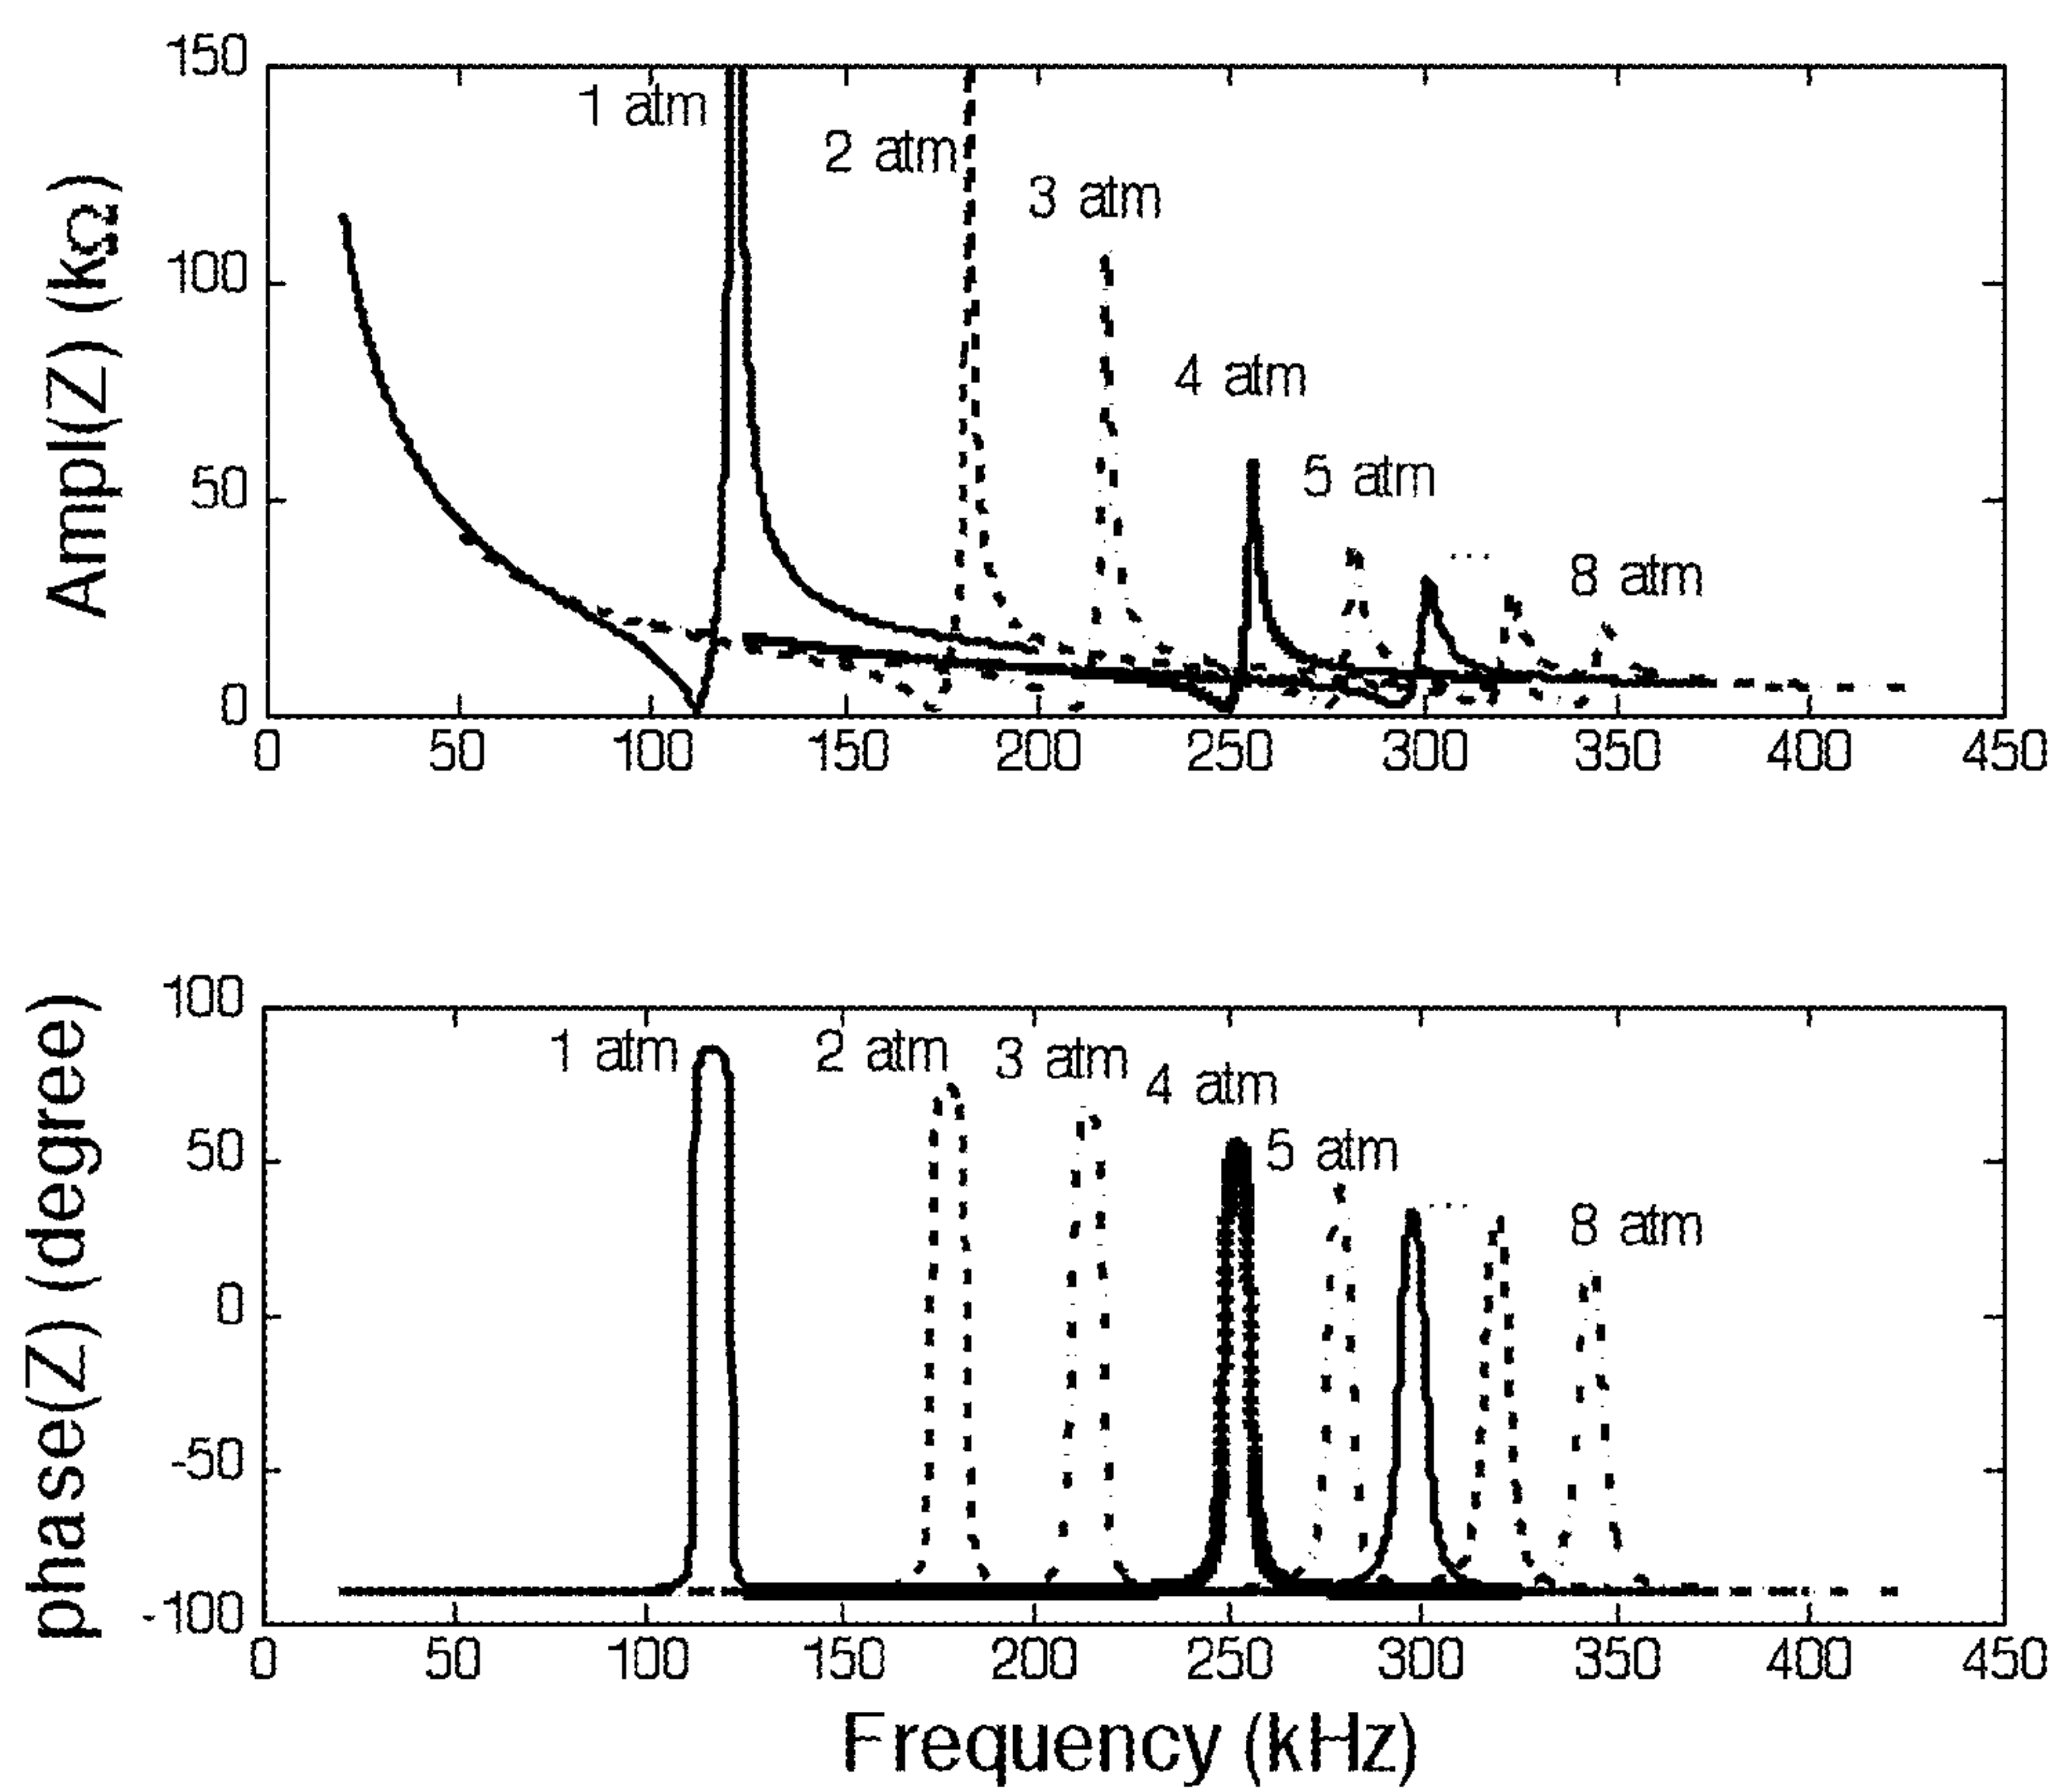 150
100
50
0
Ampl(Z) (kΩ)
1 atm
2 atm
3 atm
4 atm
5 atm
...
8 atm
0 50 100 150 200 250 300 350 400 450
100
50
0
-50
-100
phase(Z) (degree)
1 atm
2 atm
3 atm
4 atm
5 atm
...
8 atm
0 50 100 150 200 250 300 350 400 450
Frequency (kHz)